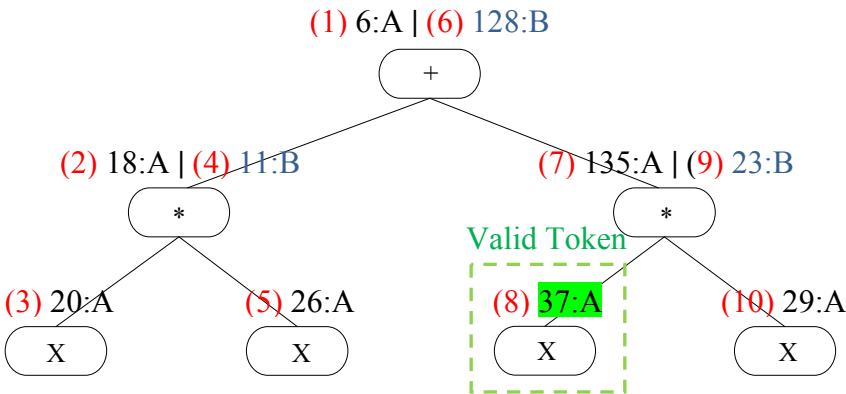 (1) 6:A | (6) 128:B
+
(2) 18:A | (4) 11:B
(7) 135:A | (9) 23:B
*
*
Valid Token
(3) 20:A
(5) 26:A
(8) 37:A
(10) 29:A
X
X
X
X